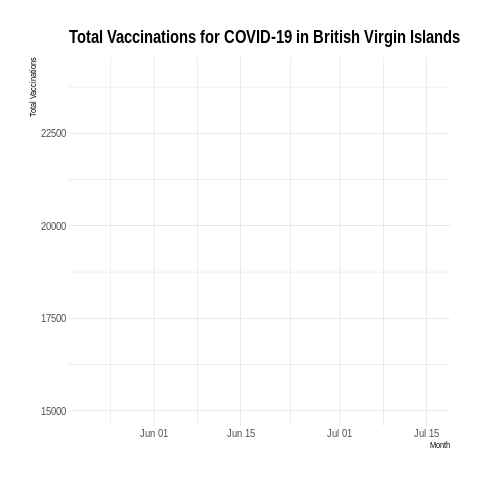 Total Vaccinations for COVID-19 in British Virgin Islands
Total Vaccinations
22500
20000
17500
15000
Jun 01
Jun 15
Jul 01
Jul 15
Month